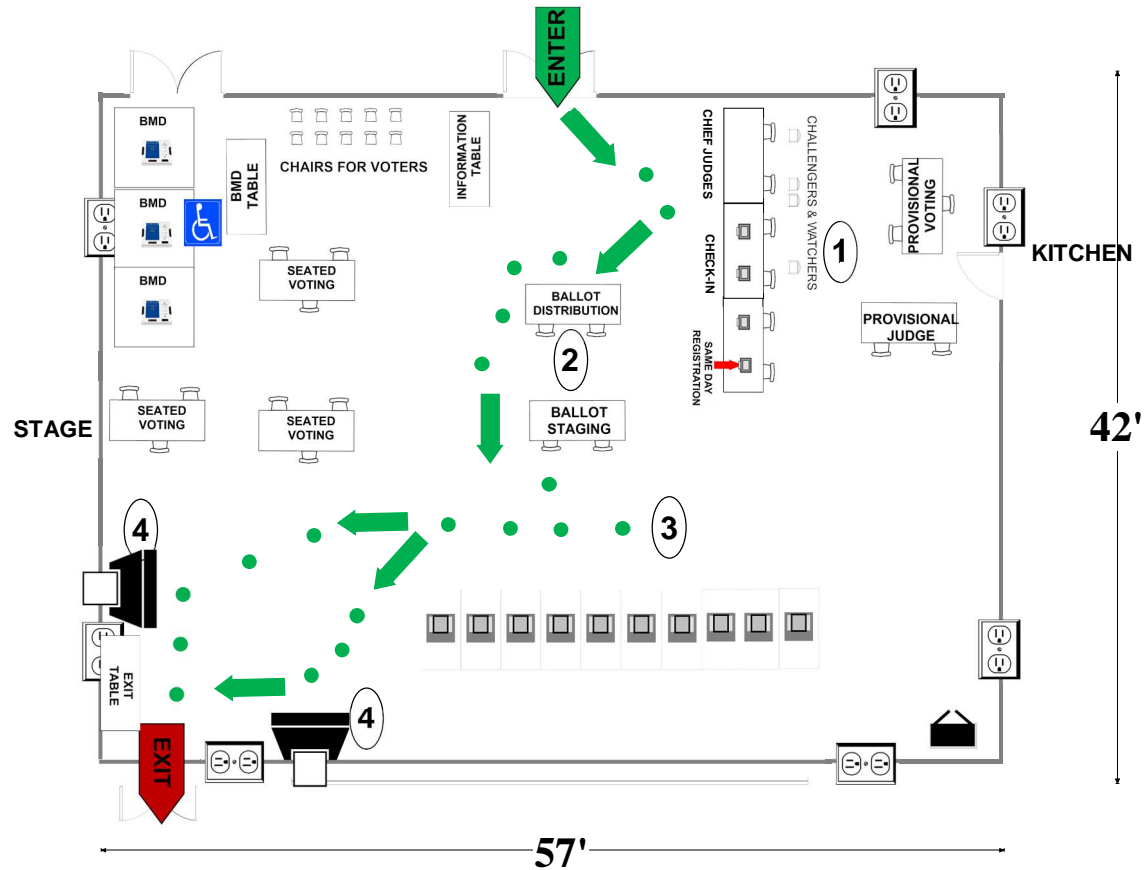 ENTER
BMD
BMD
BMD
BMD
TABLE
CHAIRS FOR VOTERS
INFORMATION
TABLE
CHIEF JUDGES
CHECK-IN
SAME DAY
REGISTRATION
CHALLENGERS & WATCHERS
1
PROVISIONAL
VOTING
KITCHEN
PROVISIONAL
JUDGE
SEATED
VOTING
BALLOT
DISTRIBUTION
2
BALLOT
STAGING
SEATED
VOTING
SEATED
VOTING
STAGE
42'
3
4
EXIT
TABLE
4
EXIT
57'